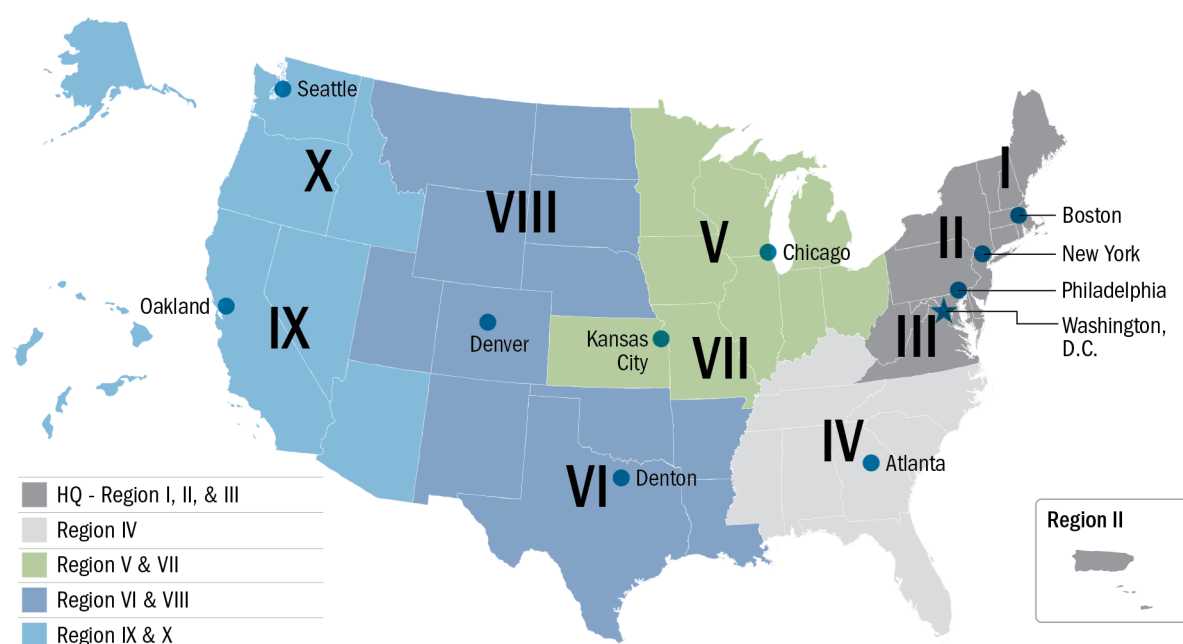 Seattle
X
VIII
I
Boston
V
II
Chicago
New York
Philadelphia
Oakland
IX
Washington,
D.C.
III
Denver
Kansas
City
VII
IV
Atlanta
VI
Denton
HQ - Region I, II, & III
Region IV
Region V & VII
Region VI & VIII
Region IX & X
Region II